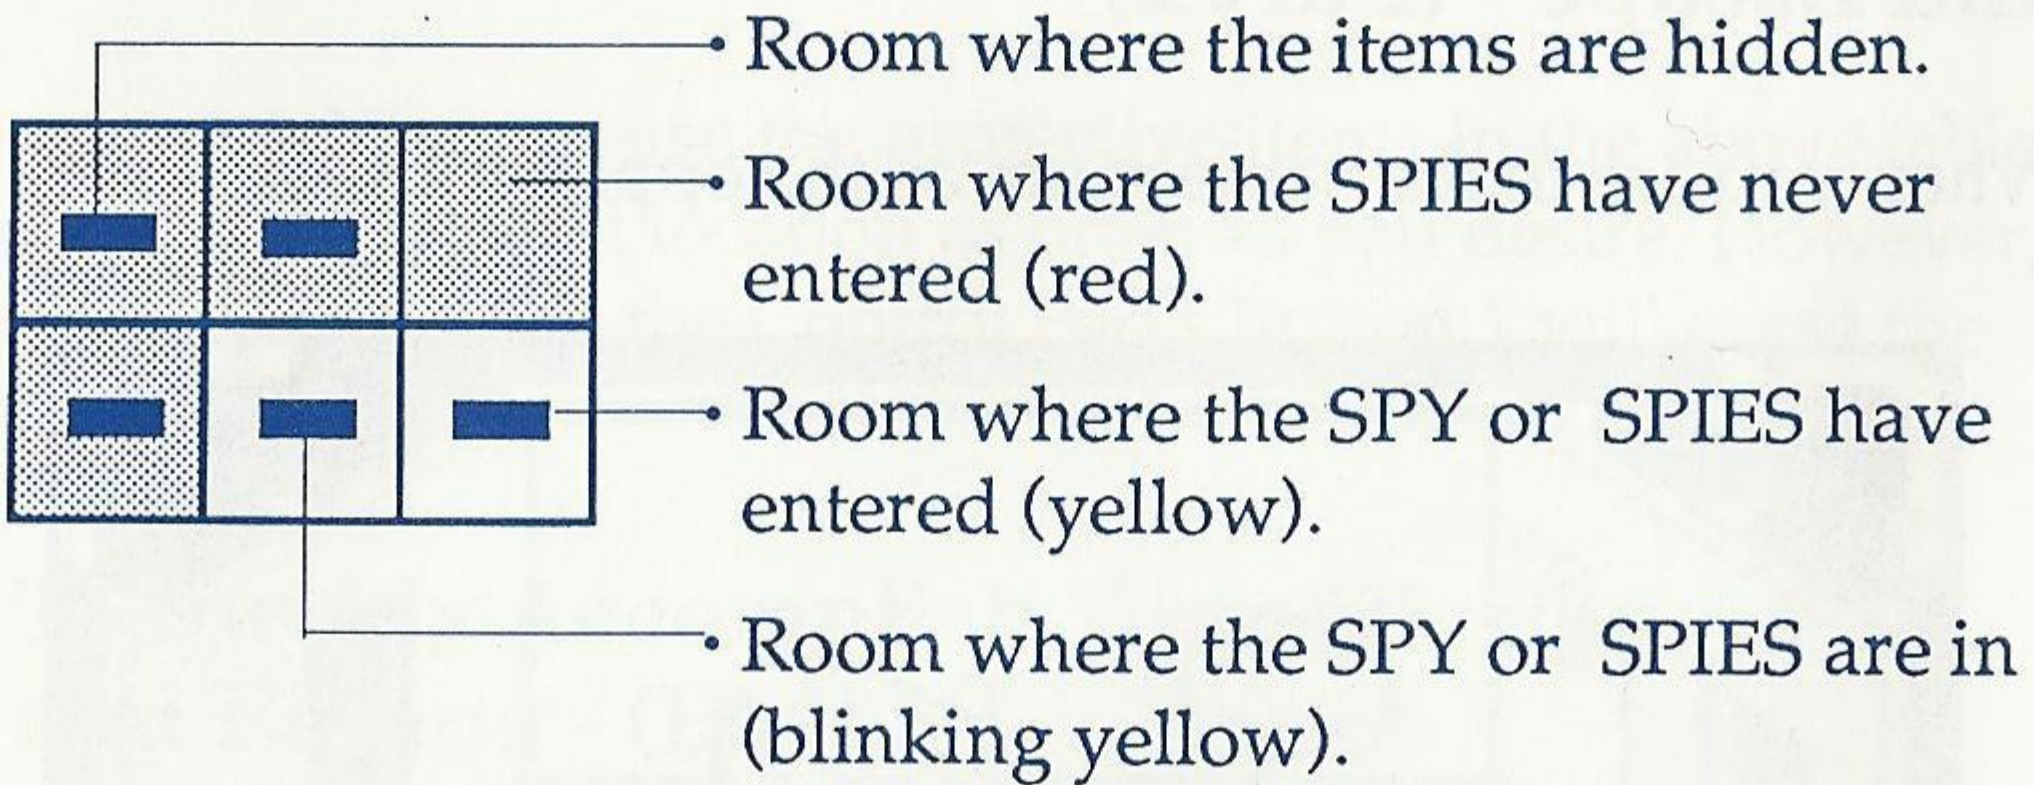 Room where the items are hidden.
Room where the SPIES have never
entered (red).
Room where the SPY or SPIES have
entered (yellow).
Room where the SPY or SPIES are in
(blinking yellow).